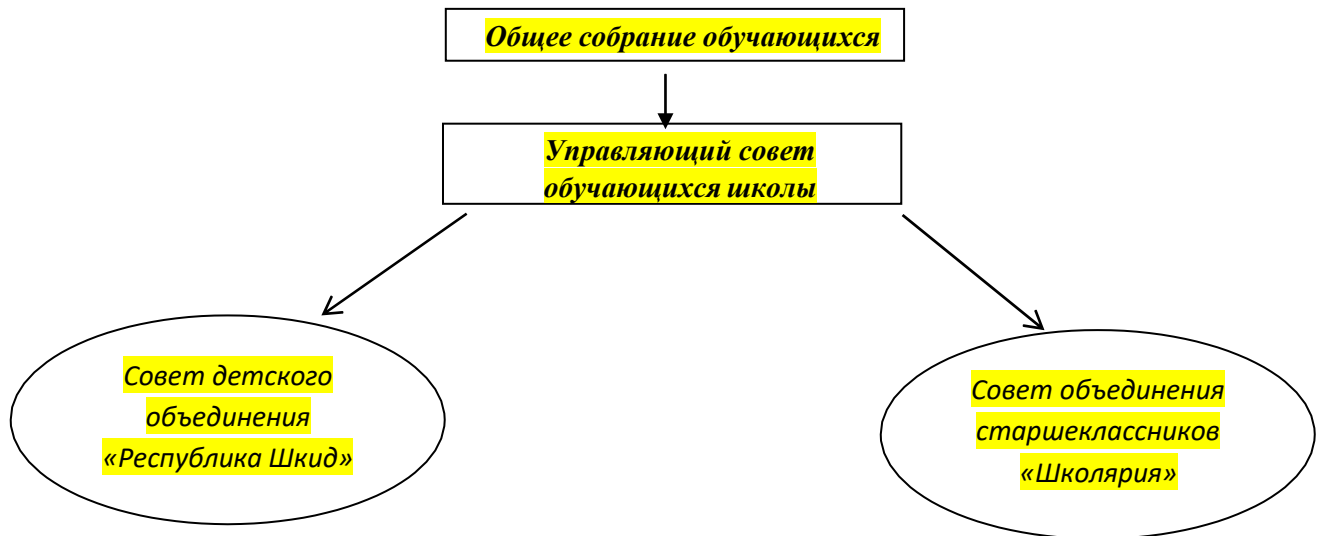 Общее собрание обучающихся
Управляющий совет
обучающихся школы
Совет детского
объединения
«Республика Шкид»
Совет объединения
старшеклассников
«Школярия»